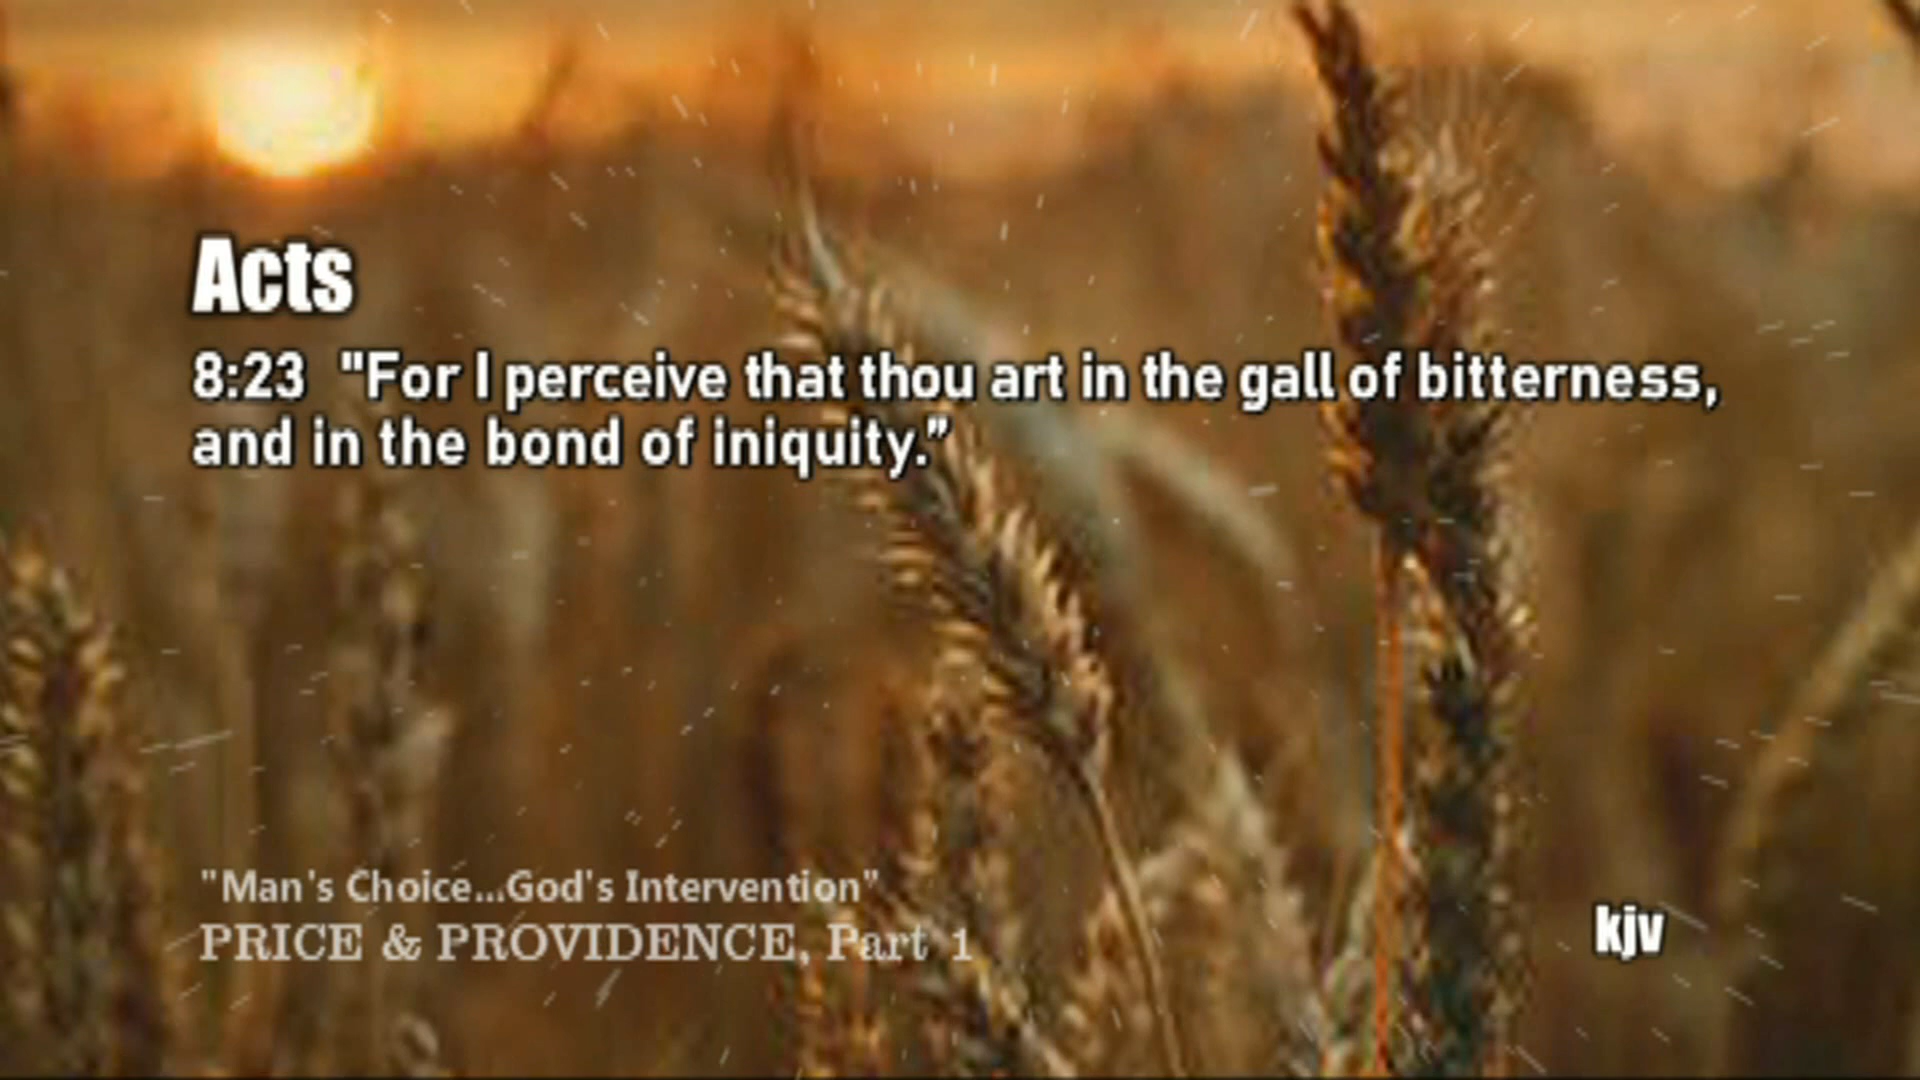 Acts
8:23 "For I perceive that thou art in the gall of bitterness,
and in the bond of iniquity.”
"Man's Choice...God's Intervention"
PRICE & PROVIDENCE, Part 1
kjv